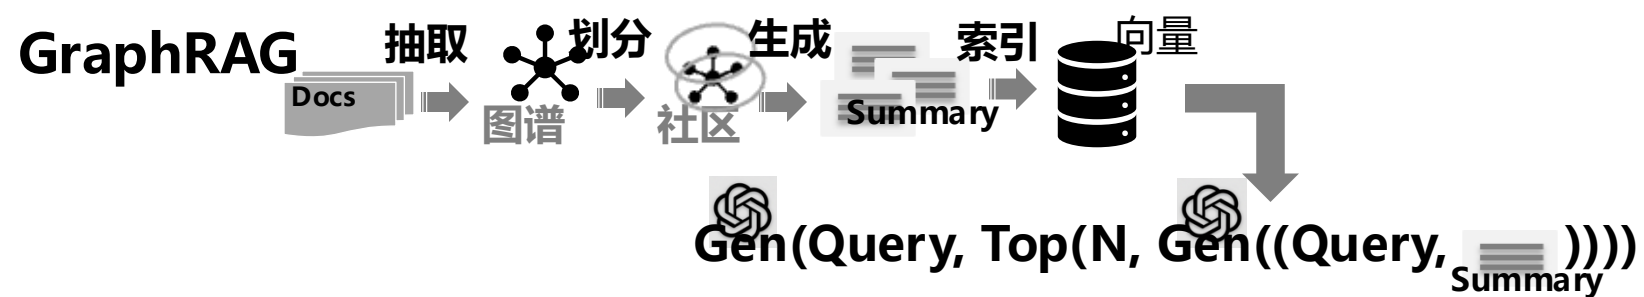 GraphRAG
Docs
抽取
图谱
划分
社区
生成
Summary
索引
向量
Gen(Query, Top(N, Gen((Query, Summary))))